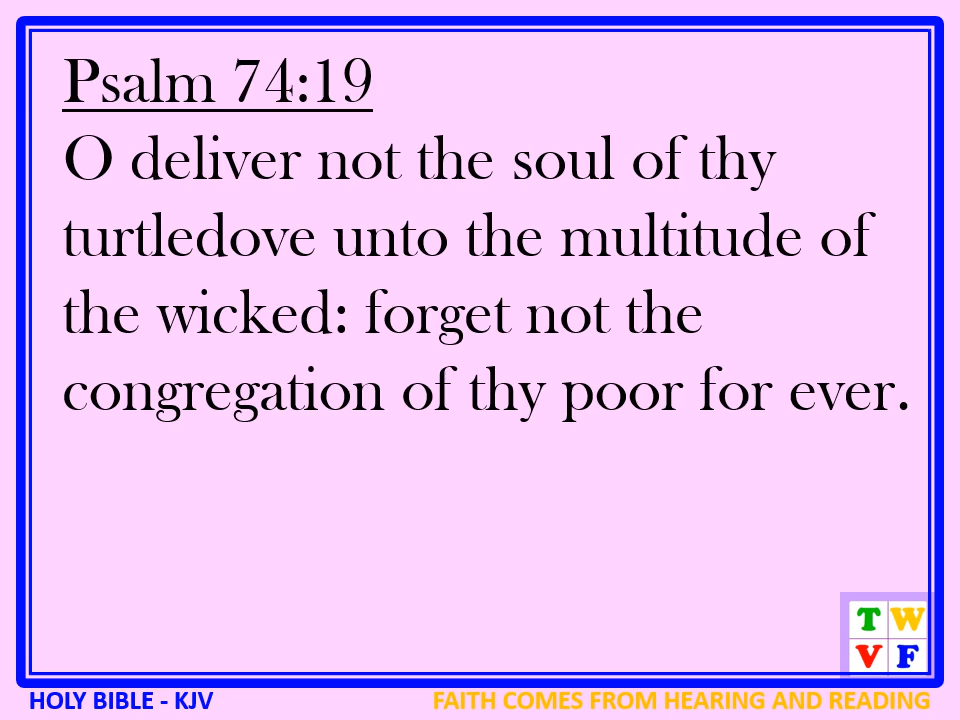 Psalm 74:19
O deliver not the soul of thy
turtledove unto the multitude of
the wicked: forget not the
congregation of thy poor for ever.
T W
V F
HOLY BIBLE - KJV
FAITH COMES FROM HEARING AND READING